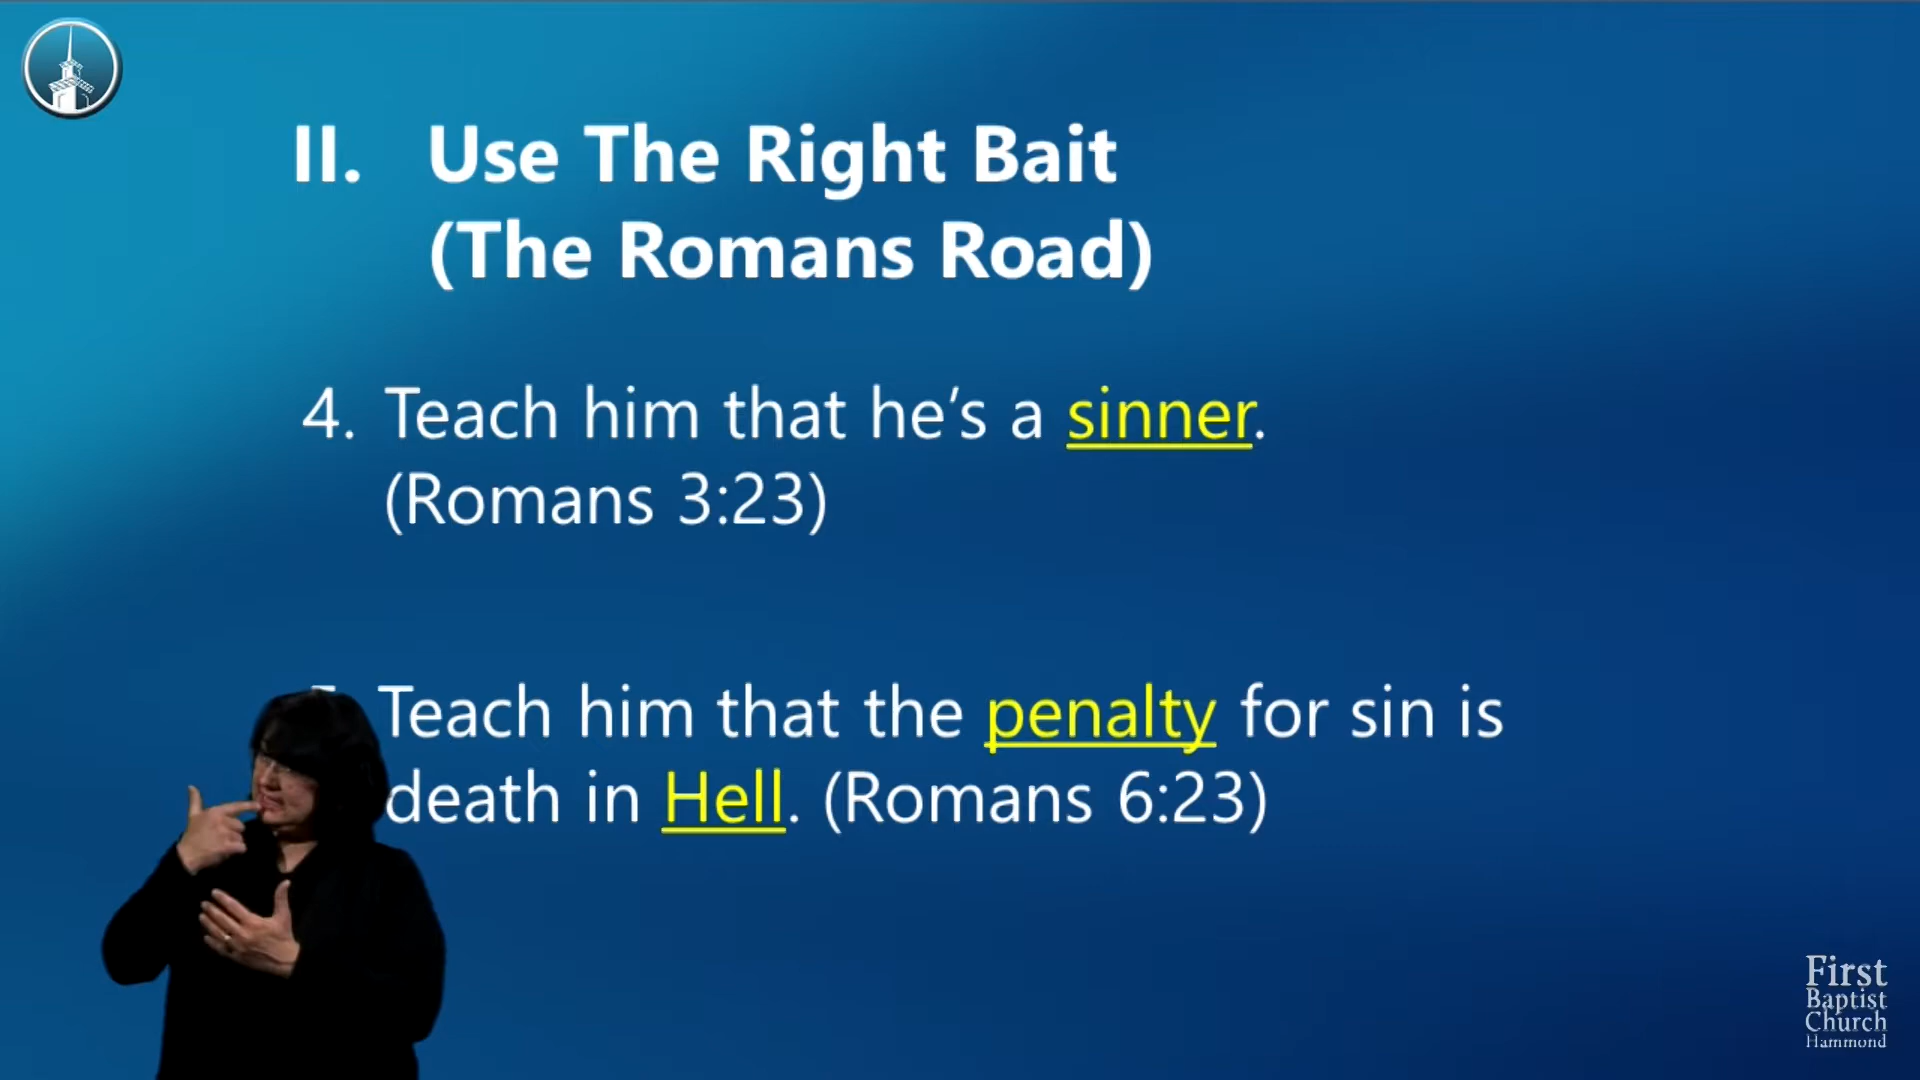 II. Use The Right Bait
(The Romans Road)
4. Teach him that he's a sinner.
(Romans 3:23)
Teach him that the penalty for sin is
death in Hell. (Romans 6:23)
First
Baptist
Church
Hammond